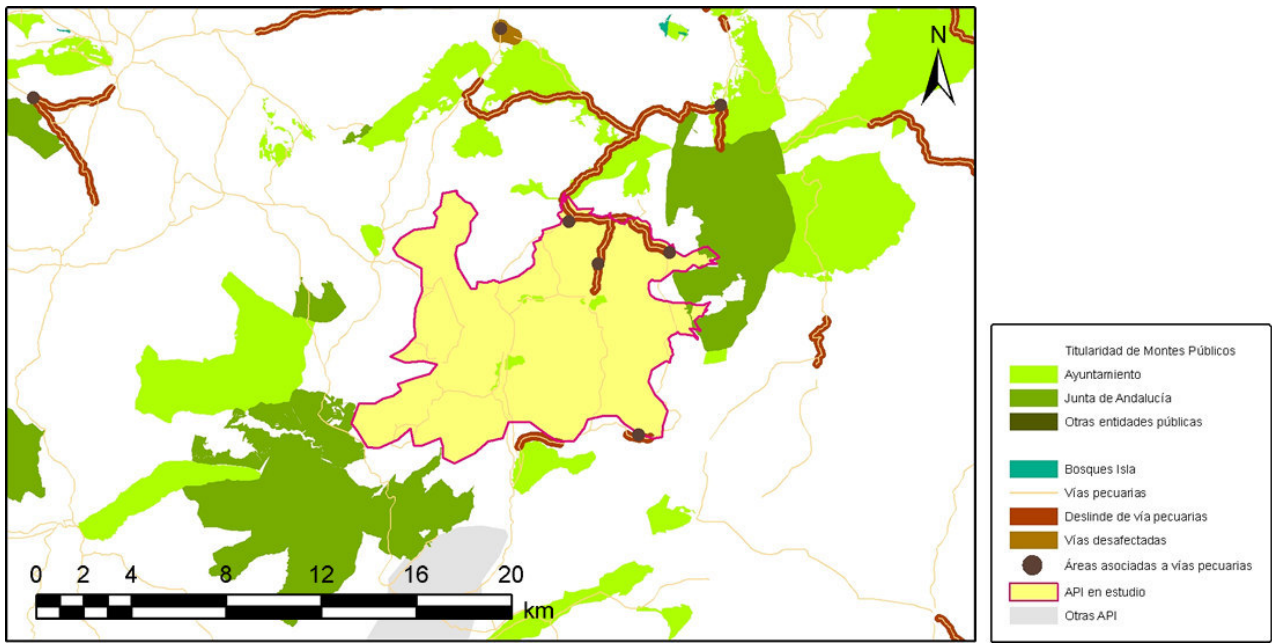 N
0 2 4 8 12 16 20
km
Titularidad de Montes Públicos
Ayuntamiento
Junta de Andalucía
Otras entidades públicas
Bosques Isla
Vías pecuarias
Deslinde de vía pecuarias
Vías desafectadas
Áreas asociadas a vías pecuarias
API en estudio
Otras API